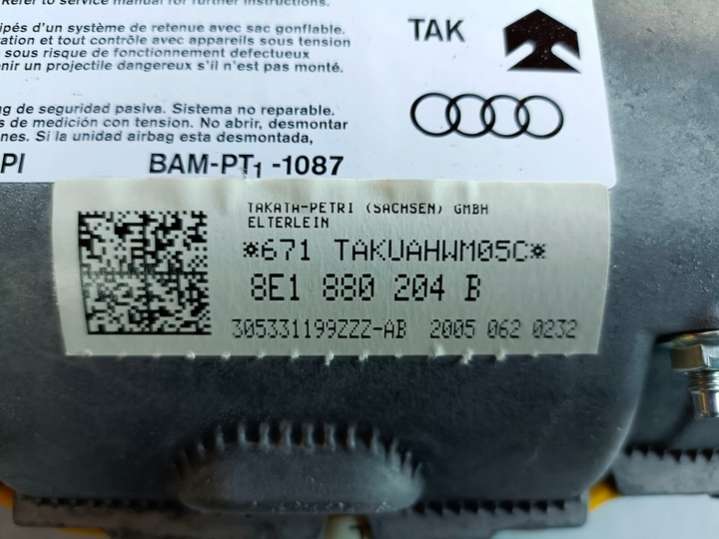 Refer to service manual for further instructions.
ipés d'un système de retenue avec sac gonflable.
ration et tout contrôle avec appareils sous tension
sous risque de fonctionnement defectueux
enir un projectile dangereux s'il n'est pas monté.
TAK
ng de seguridad pasiva. Sistema no reparable.
s de medición con tension. No abrir, desmontar
nes. Si la unidad airbag esta desmontada,
PI BAM-PT1 -1087
TAKATA-PETRI (SACHSEN) GMBH
ELTERLEIN
*671 TAKUAHWM05C*
8E1 880 204 B
305331199ZZZ-AB 2005 062 0232